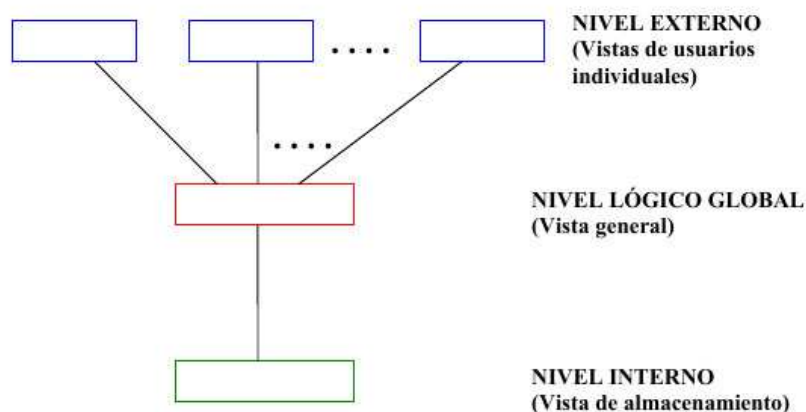 NIVEL EXTERNO
(Vistas de usuarios
individuales)
NIVEL LÓGICO GLOBAL
(Vista general)
NIVEL INTERNO
(Vista de almacenamiento)